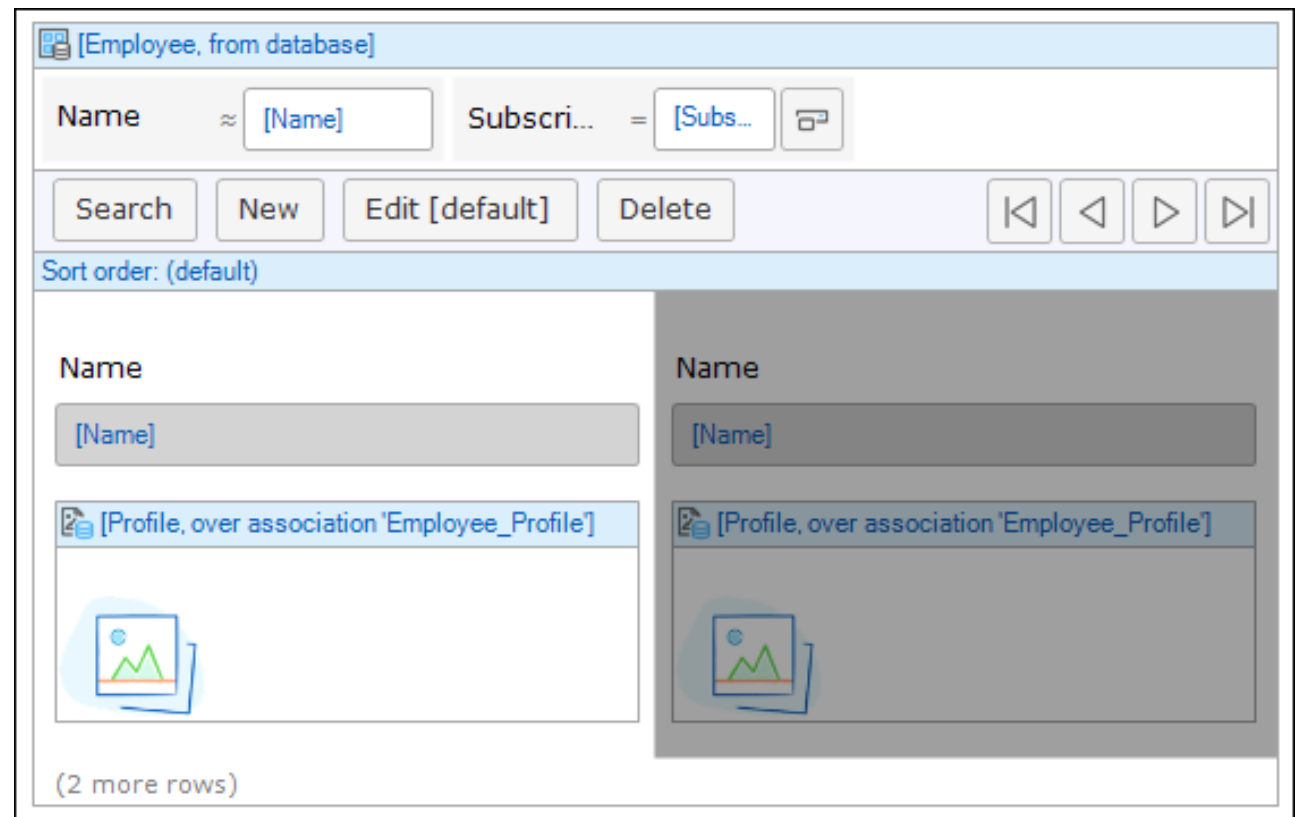 [Employee, from database]
Name ≈ [Name] Subscri... = [Subs...
Search New Edit [default] Delete
Sort order: (default)
Name Name
[Name] [Name]
[Profile, over association 'Employee_Profile'] [Profile, over association 'Employee_Profile']
(2 more rows)